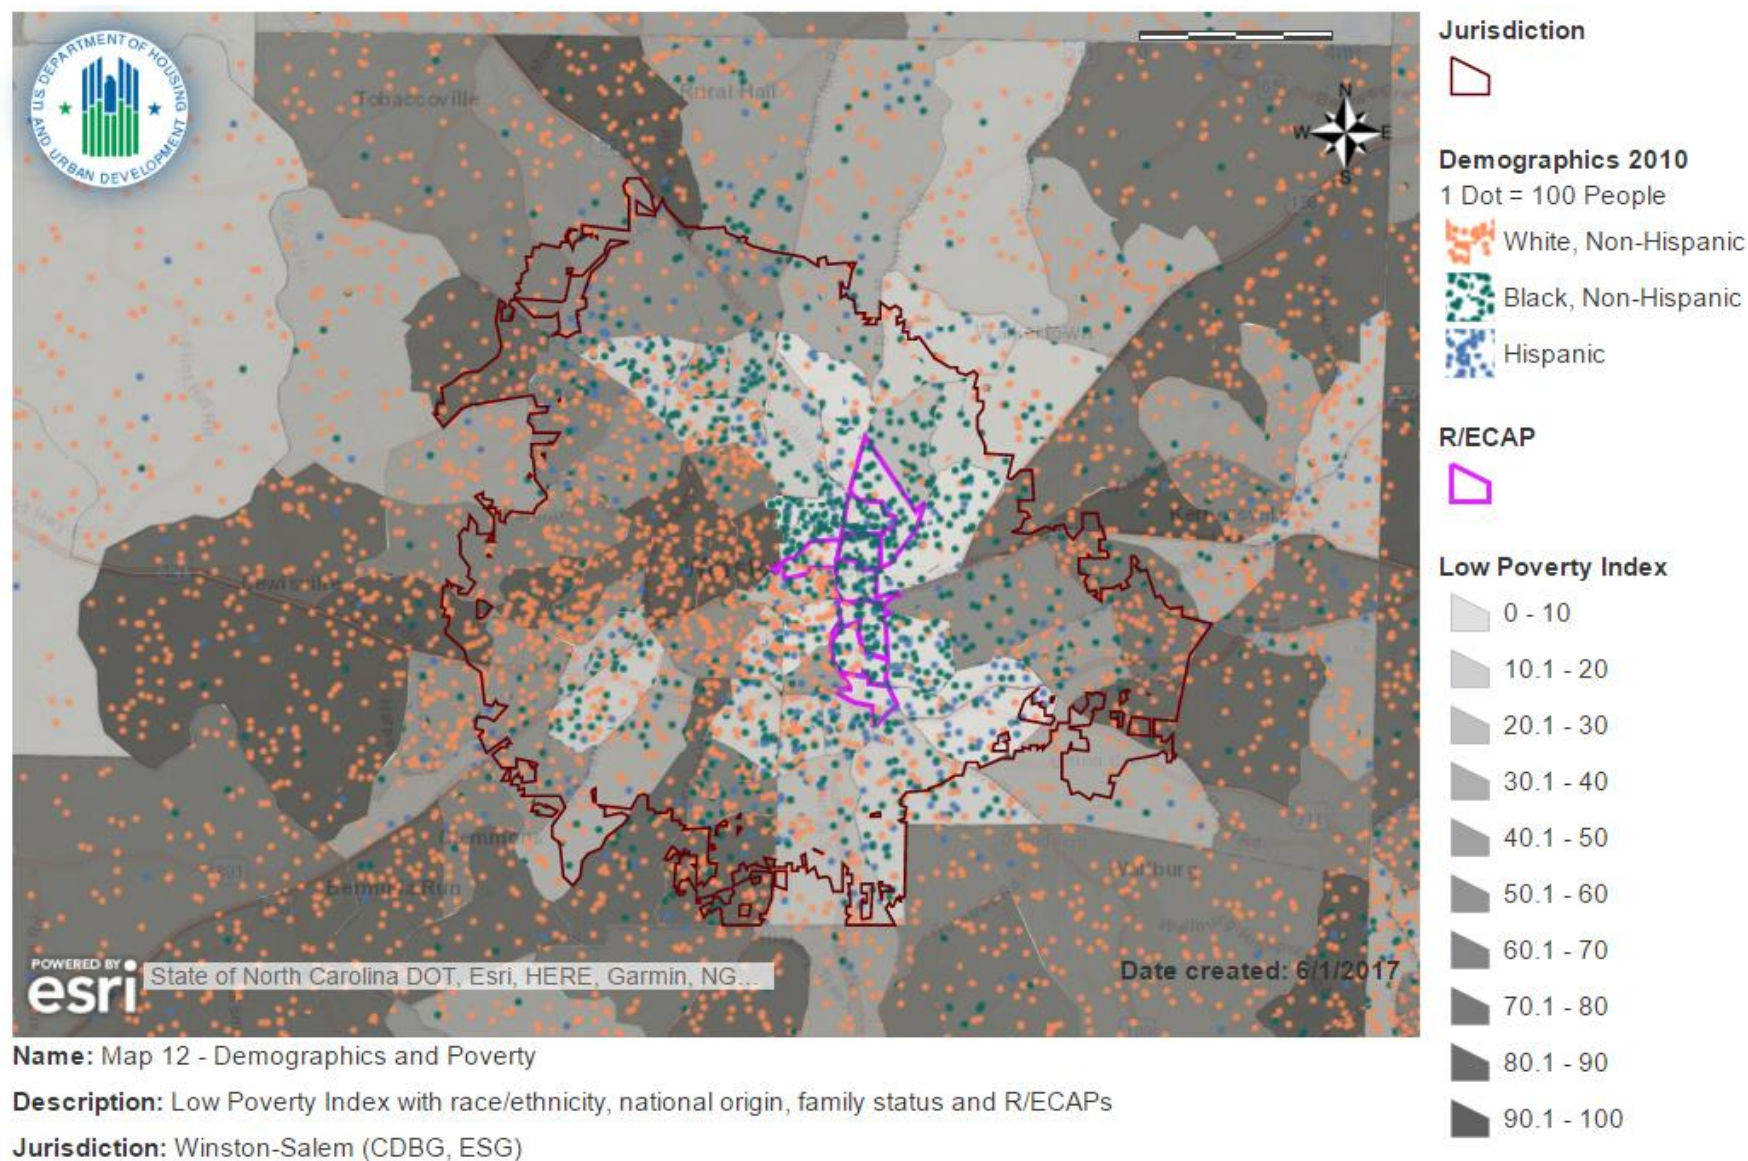 U.S. DEPARTMENT OF HOUSING
AND URBAN DEVELOPMENT
Tobaccoville
Rural Hall
N
W
E
S
Walkertown
Kernersville
Lewisville
Clemmons
Bermuda Run
801
158
311
POWERED BY
esri
State of North Carolina DOT, Esri, HERE, Garmin, NG...
Date created: 6/1/2017
Jurisdiction
Demographics 2010
1 Dot = 100 People
White, Non-Hispanic
Black, Non-Hispanic
Hispanic
R/ECAP
Low Poverty Index
0 - 10
10.1 - 20
20.1 - 30
30.1 - 40
40.1 - 50
50.1 - 60
60.1 - 70
70.1 - 80
80.1 - 90
90.1 - 100
Name: Map 12 - Demographics and Poverty
Description: Low Poverty Index with race/ethnicity, national origin, family status and R/ECAPs
Jurisdiction: Winston-Salem (CDBG, ESG)